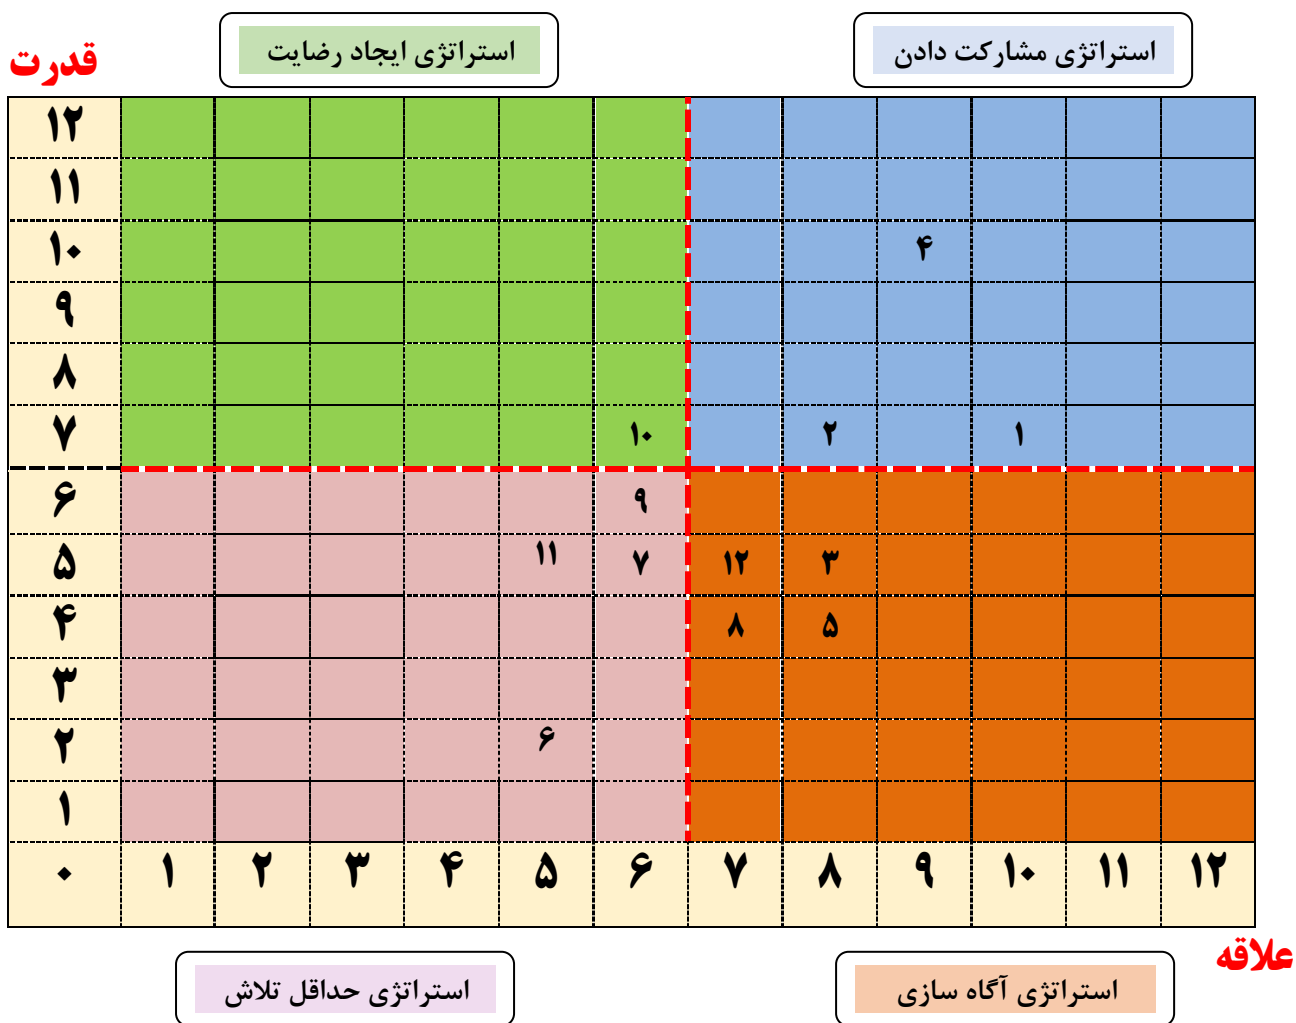 استراتژی ایجاد رضایت
استراتژی مشارکت دادن
قدرت
۱۲
۱۱
۱۰ ۴
۹
۸
۷ ۱۰ ۲ ۱
۶ ۹
۵ ۱۱ ۷ ۱۲ ۳
۴ ۸ ۵
۳
۲ ۶
۱
۰ ۱ ۲ ۳ ۴ ۵ ۶ ۷ ۸ ۹ ۱۰ ۱۱ ۱۲
علاقه
استراتژی حداقل تلاش
استراتژی آگاه سازی